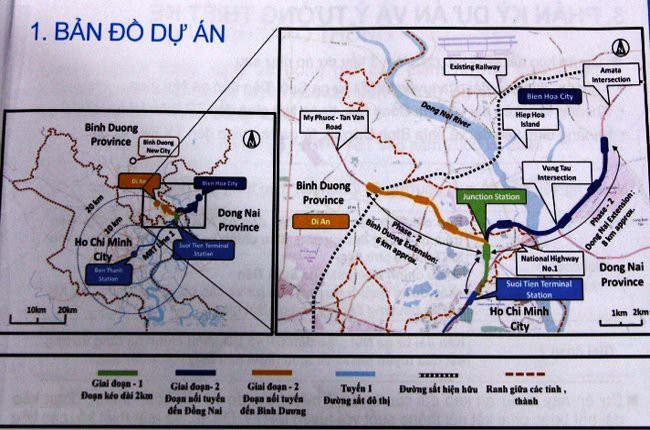 1. BẢN ĐỒ DỰ ÁN
Binh Duong
Province
Binh Duong
New City
Di An
Bien Hoa City
20 km
10 km
Dong Nai
Province
Ho Chi Minh
City
MRT Line 1
Suoi Tien Terminal
Station
Ben Thanh Station
10km 20km
Existing Railway
Amata
Intersection
Bien Hoa City
Dong Nai River
My Phuoc - Tan Van
Road
Hiep Hoa
Island
Vung Tau
Intersection
Binh Duong
Province
Junction Station
Di An
Phase - 2
Binh Duong Extension:
6 km approx.
Phase - 2
Dong Nai Extension:
8 km approx.
National Highway
No.1
Dong Nai
Province
Suoi Tien Terminal
Station
Ho Chi Minh
City
1km 2km
Giai đoạn - 1
Đoạn kéo dài 2km
Giai đoạn- 2
Đoạn nối tuyến
đến Đồng Nai
Giai đoạn - 2
Đoạn nối tuyến
đến Bình Dương
Tuyến 1
Đường sắt đô thị
Đường sắt hiện hữu
Ranh giữa các tỉnh ,
thành